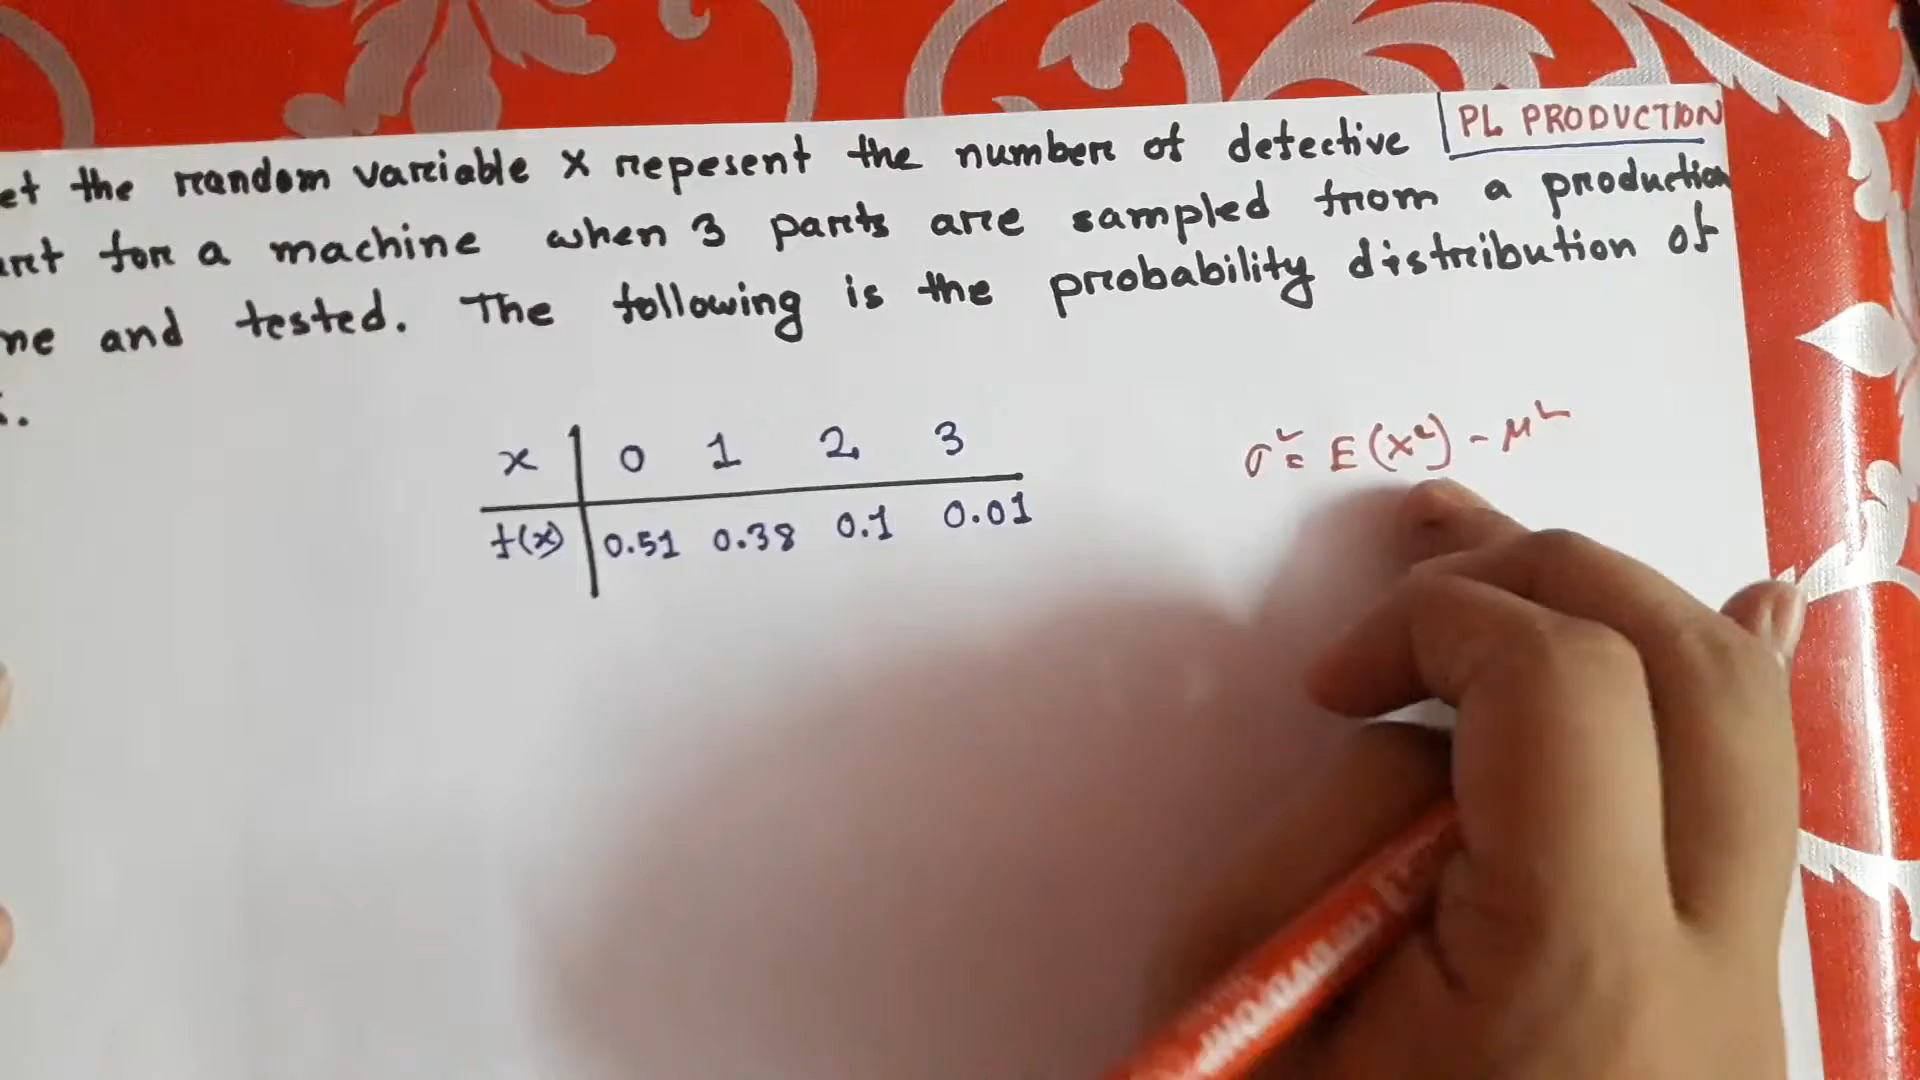 et the random variable x repesent the number of defective
PL PRODUCTION
art for a machine when 3 parts are sampled from a production
ne and tested. The following is the probability distribution of
x 0 1 2 3
f(x) 0.51 0.38 0.1 0.01
σ² = E(x²) - μ²